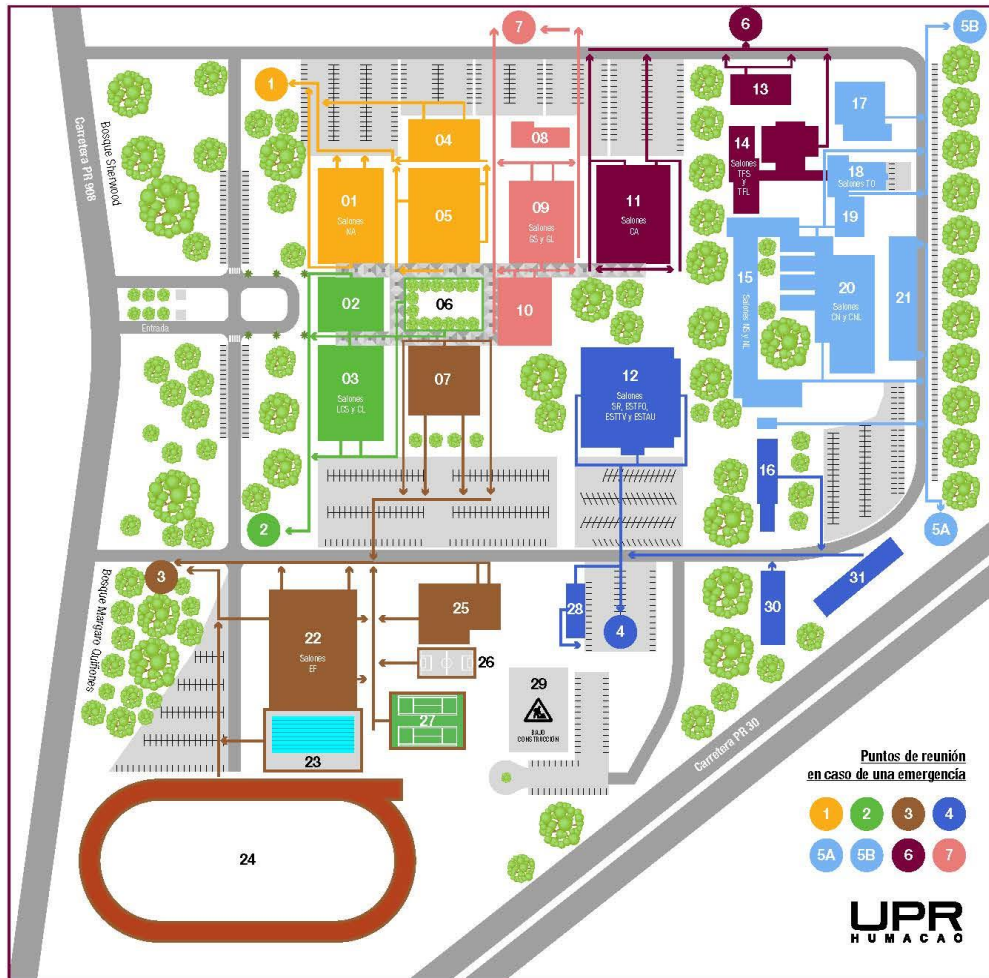 1
7
6
5B
04
08
13
17
14
Salones
TFS
y
TFL
18
Salones TO
01
Salones
MA
05
09
Salones
GS y GL
11
Salones
CA
19
Carretera PR 908
Bosque Sherwood
02
06
10
15
Salones NS y NL
20
Salones
CN y CNL
21
Entrada
03
Salones
LCS y CL
07
12
Salones
SR, ESTFO,
ESTTV y ESTAU
16
2
5A
3
Bosque Margaro Quiñones
22
Salones
EF
25
28
4
30
31
26
27
23
29
BAJO
CONSTRUCCIÓN
Carretera PR 30
24
Puntos de reunión
en caso de una emergencia
1 2 3 4
5A 5B 6 7
UPR
HUMACAO